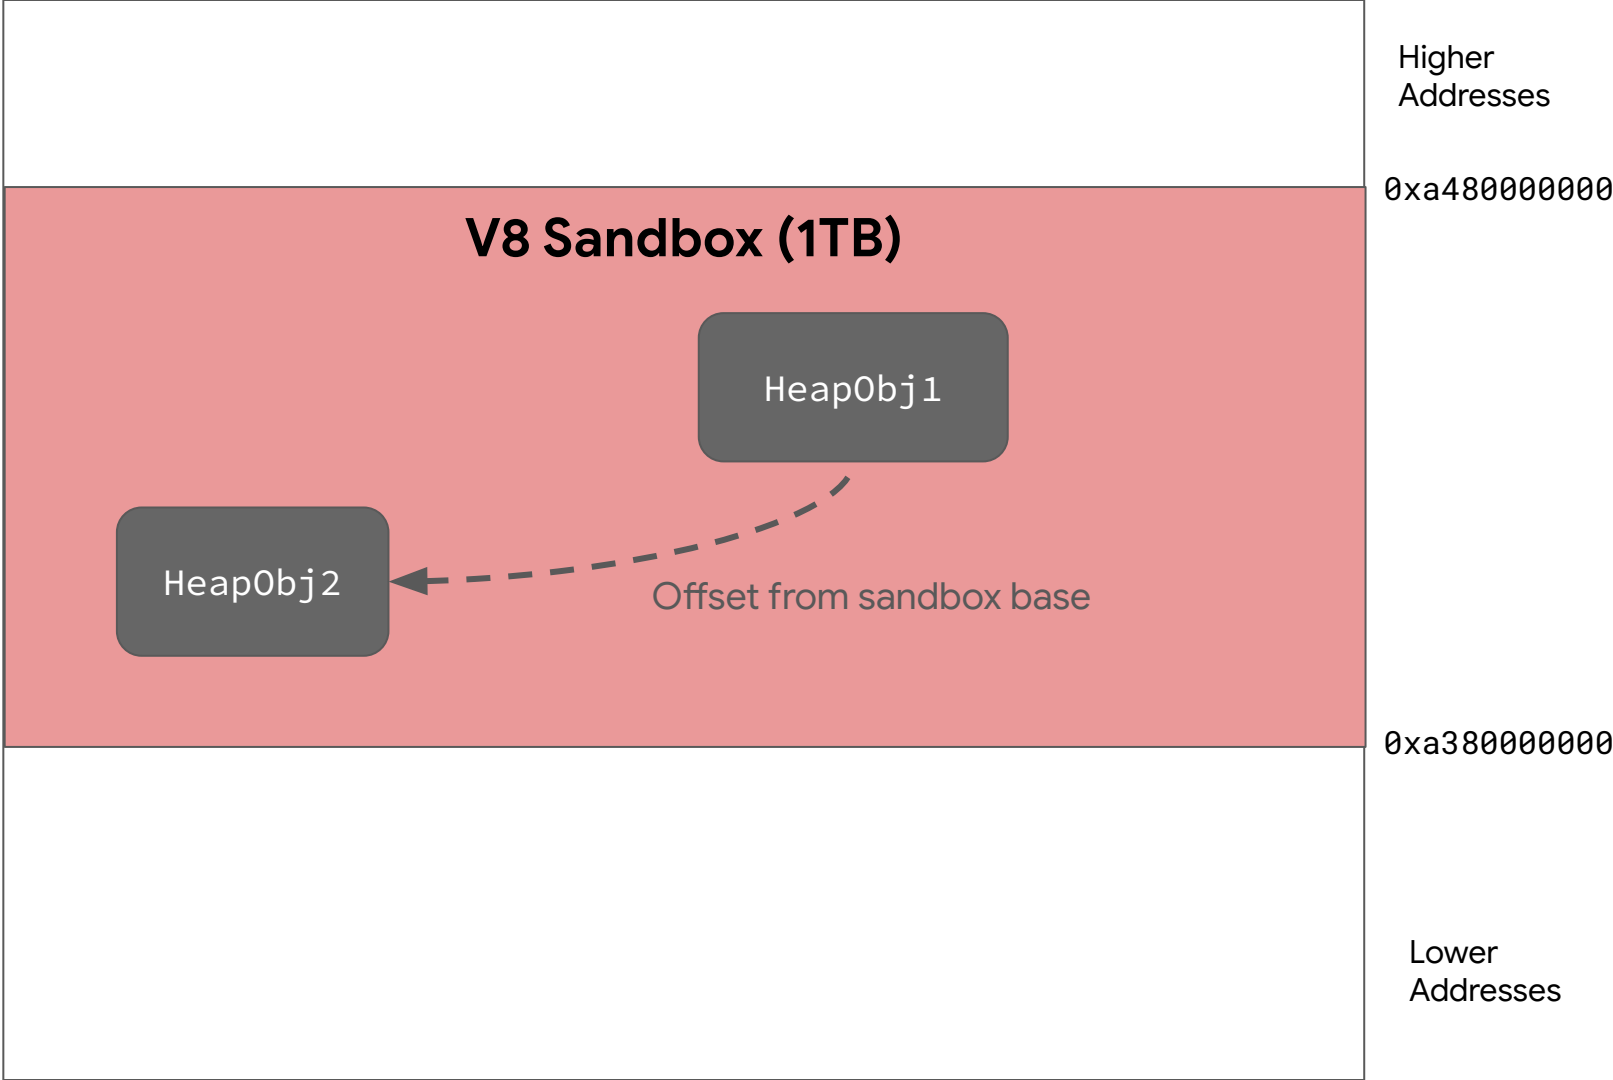 Higher
Addresses
0xa480000000
V8 Sandbox (1TB)
HeapObj1
HeapObj2
Offset from sandbox base
0xa380000000
Lower
Addresses